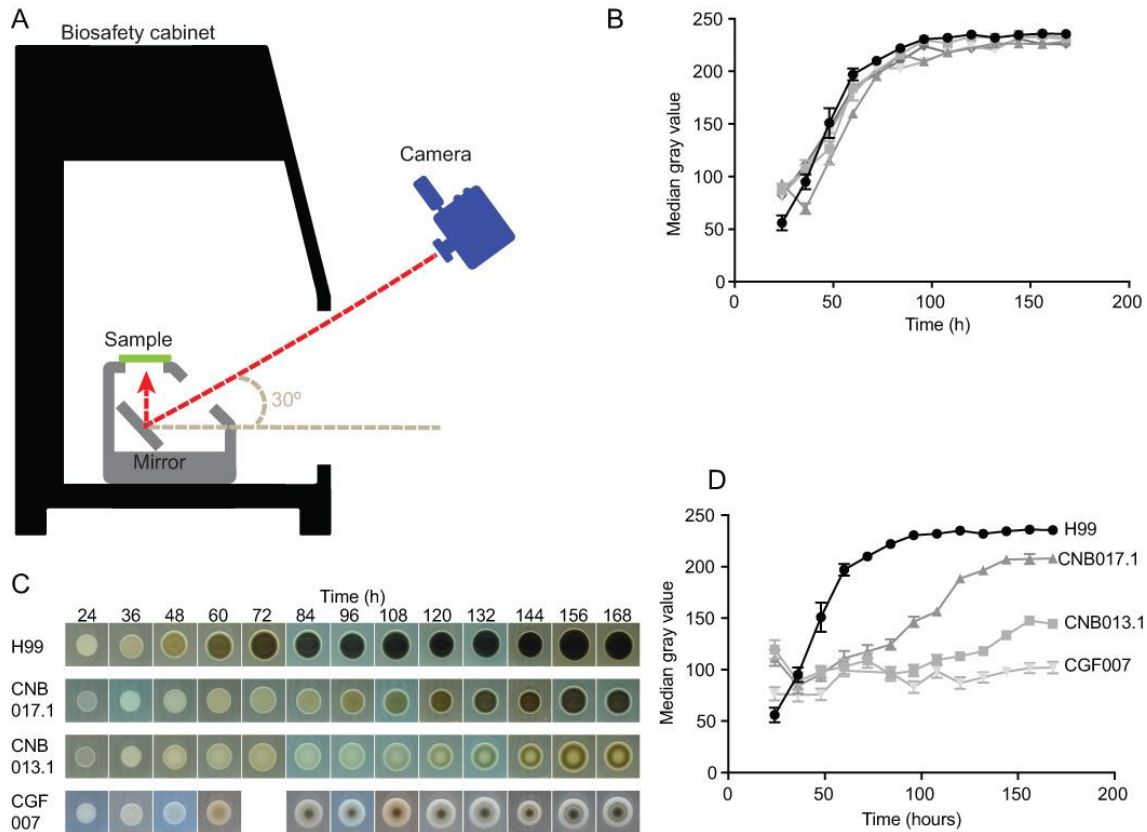 A
Biosafety cabinet
Camera
Sample
30º
Mirror
B
Median gray value
250
200
150
100
50
0
0 50 100 150 200
Time (h)
C
Time (h)
24 36 48 60 72 84 96 108 120 132 144 156 168
H99
CNB
017.1
CNB
013.1
CGF
007
D
Median gray value
250
200
150
100
50
0
H99
CNB017.1
CNB013.1
CGF007
0 50 100 150 200
Time (hours)